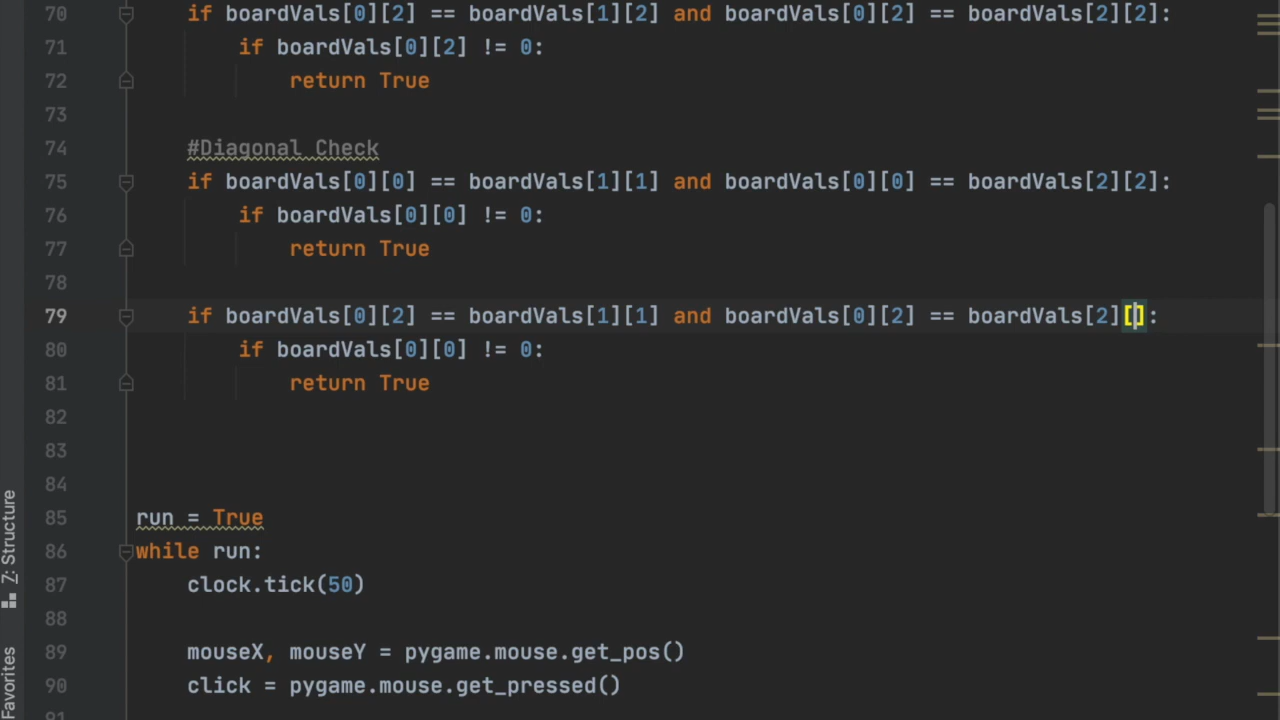 70 if boardVals[0][2] == boardVals[1][2] and boardVals[0][2] == boardVals[2][2]:
71 if boardVals[0][2] != 0:
72 return True
73
74 #Diagonal Check
75 if boardVals[0][0] == boardVals[1][1] and boardVals[0][0] == boardVals[2][2]:
76 if boardVals[0][0] != 0:
77 return True
78
79 if boardVals[0][2] == boardVals[1][1] and boardVals[0][2] == boardVals[2][]:
80 if boardVals[0][0] != 0:
81 return True
82
83
84
85 run = True
86 while run:
87 clock.tick(50)
88
89 mouseX, mouseY = pygame.mouse.get_pos()
90 click = pygame.mouse.get_pressed()
91
Z: Structure
Favorites